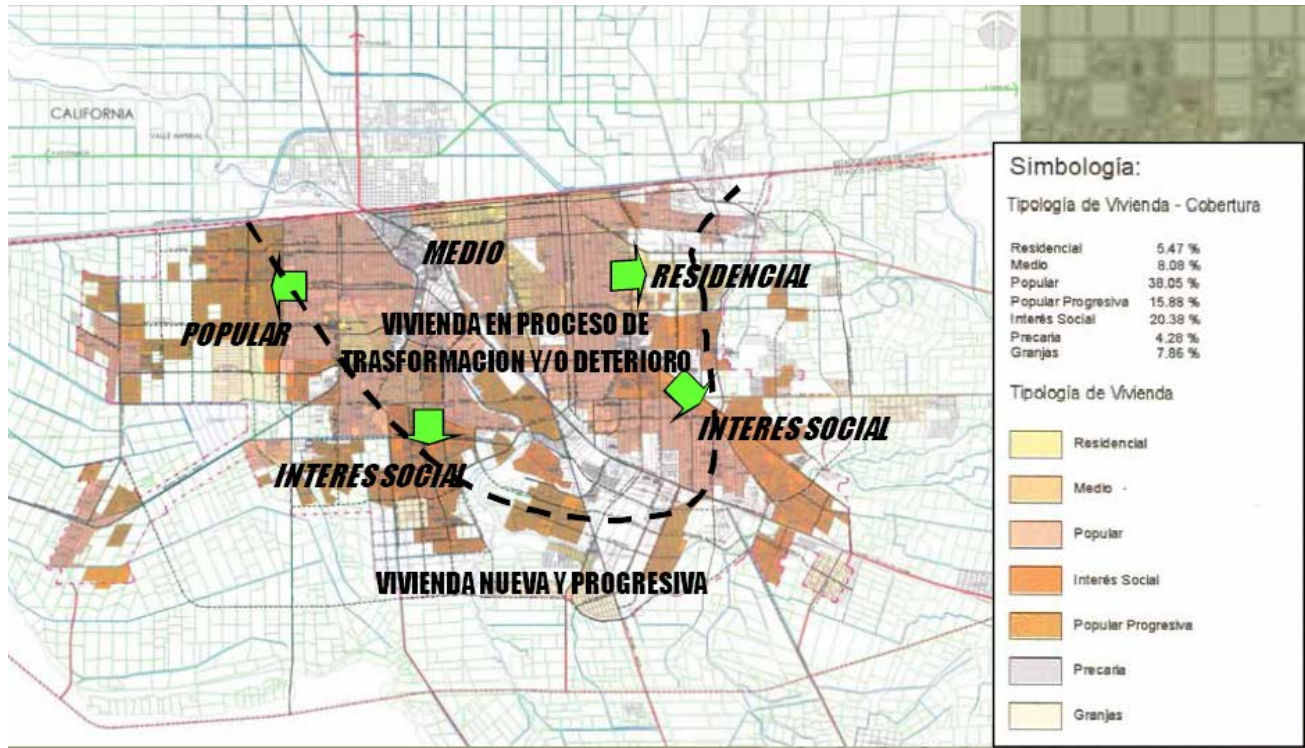 CALIFORNIA
VALLE IMPERIAL
MEDIO
RESIDENCIAL
POPULAR
VIVIENDA EN PROCESO DE
TRASFORMACION Y/O DETERIORO
INTERES SOCIAL
INTERES SOCIAL
VIVIENDA NUEVA Y PROGRESIVA
Simbología:
Tipología de Vivienda - Cobertura
Residencial 5.47 %
Medio 8.08 %
Popular 38.05 %
Popular Progresiva 15.88 %
Interés Social 20.38 %
Precaria 4.28 %
Granjas 7.86 %
Tipología de Vivienda
Residencial
Medio
Popular
Interés Social
Popular Progresiva
Precaria
Granjas